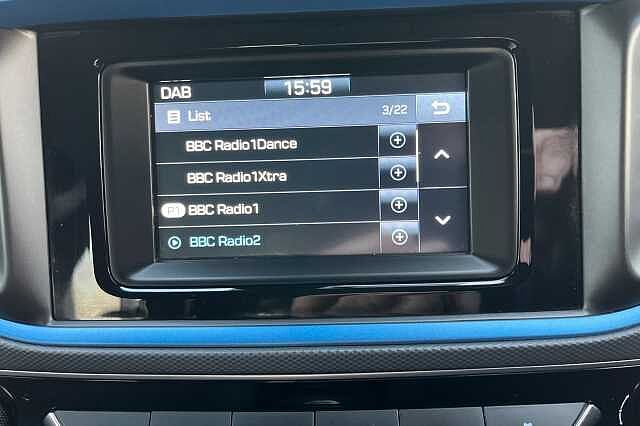 DAB 15:59
List 3/22
BBC Radio1Dance
BBC Radio1Xtra
P1 BBC Radio1
BBC Radio2